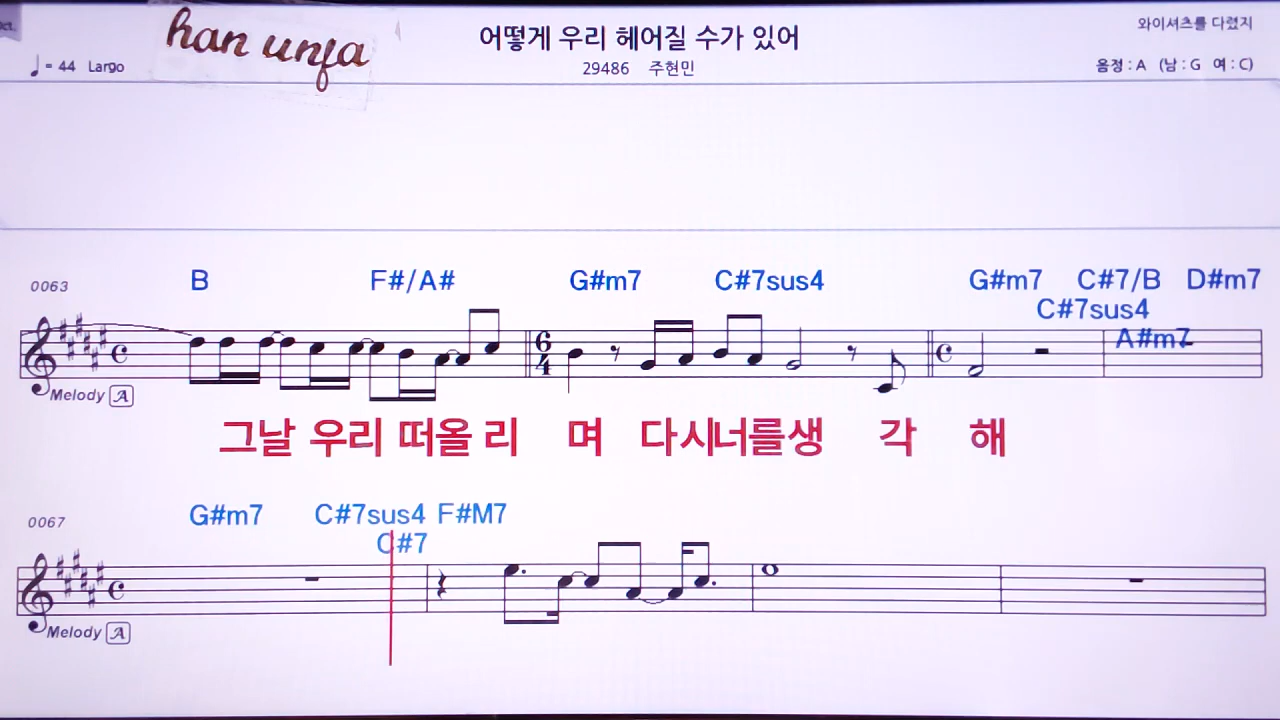 ct.
han unja
어떻게 우리 헤어질 수가 있어
와이셔츠를 다렸지
♩= 44 Largo
29486 주현민
음정 : A (남 : G 여 : C)
0063
B F#/A# G#m7 C#7sus4 G#m7 C#7/B D#m7
C#7sus4
A#m7
6
4
Melody A
그날 우리 떠올 리 며 다시너를생 각 해
0067
G#m7 C#7sus4 F#M7
C#7
Melody A